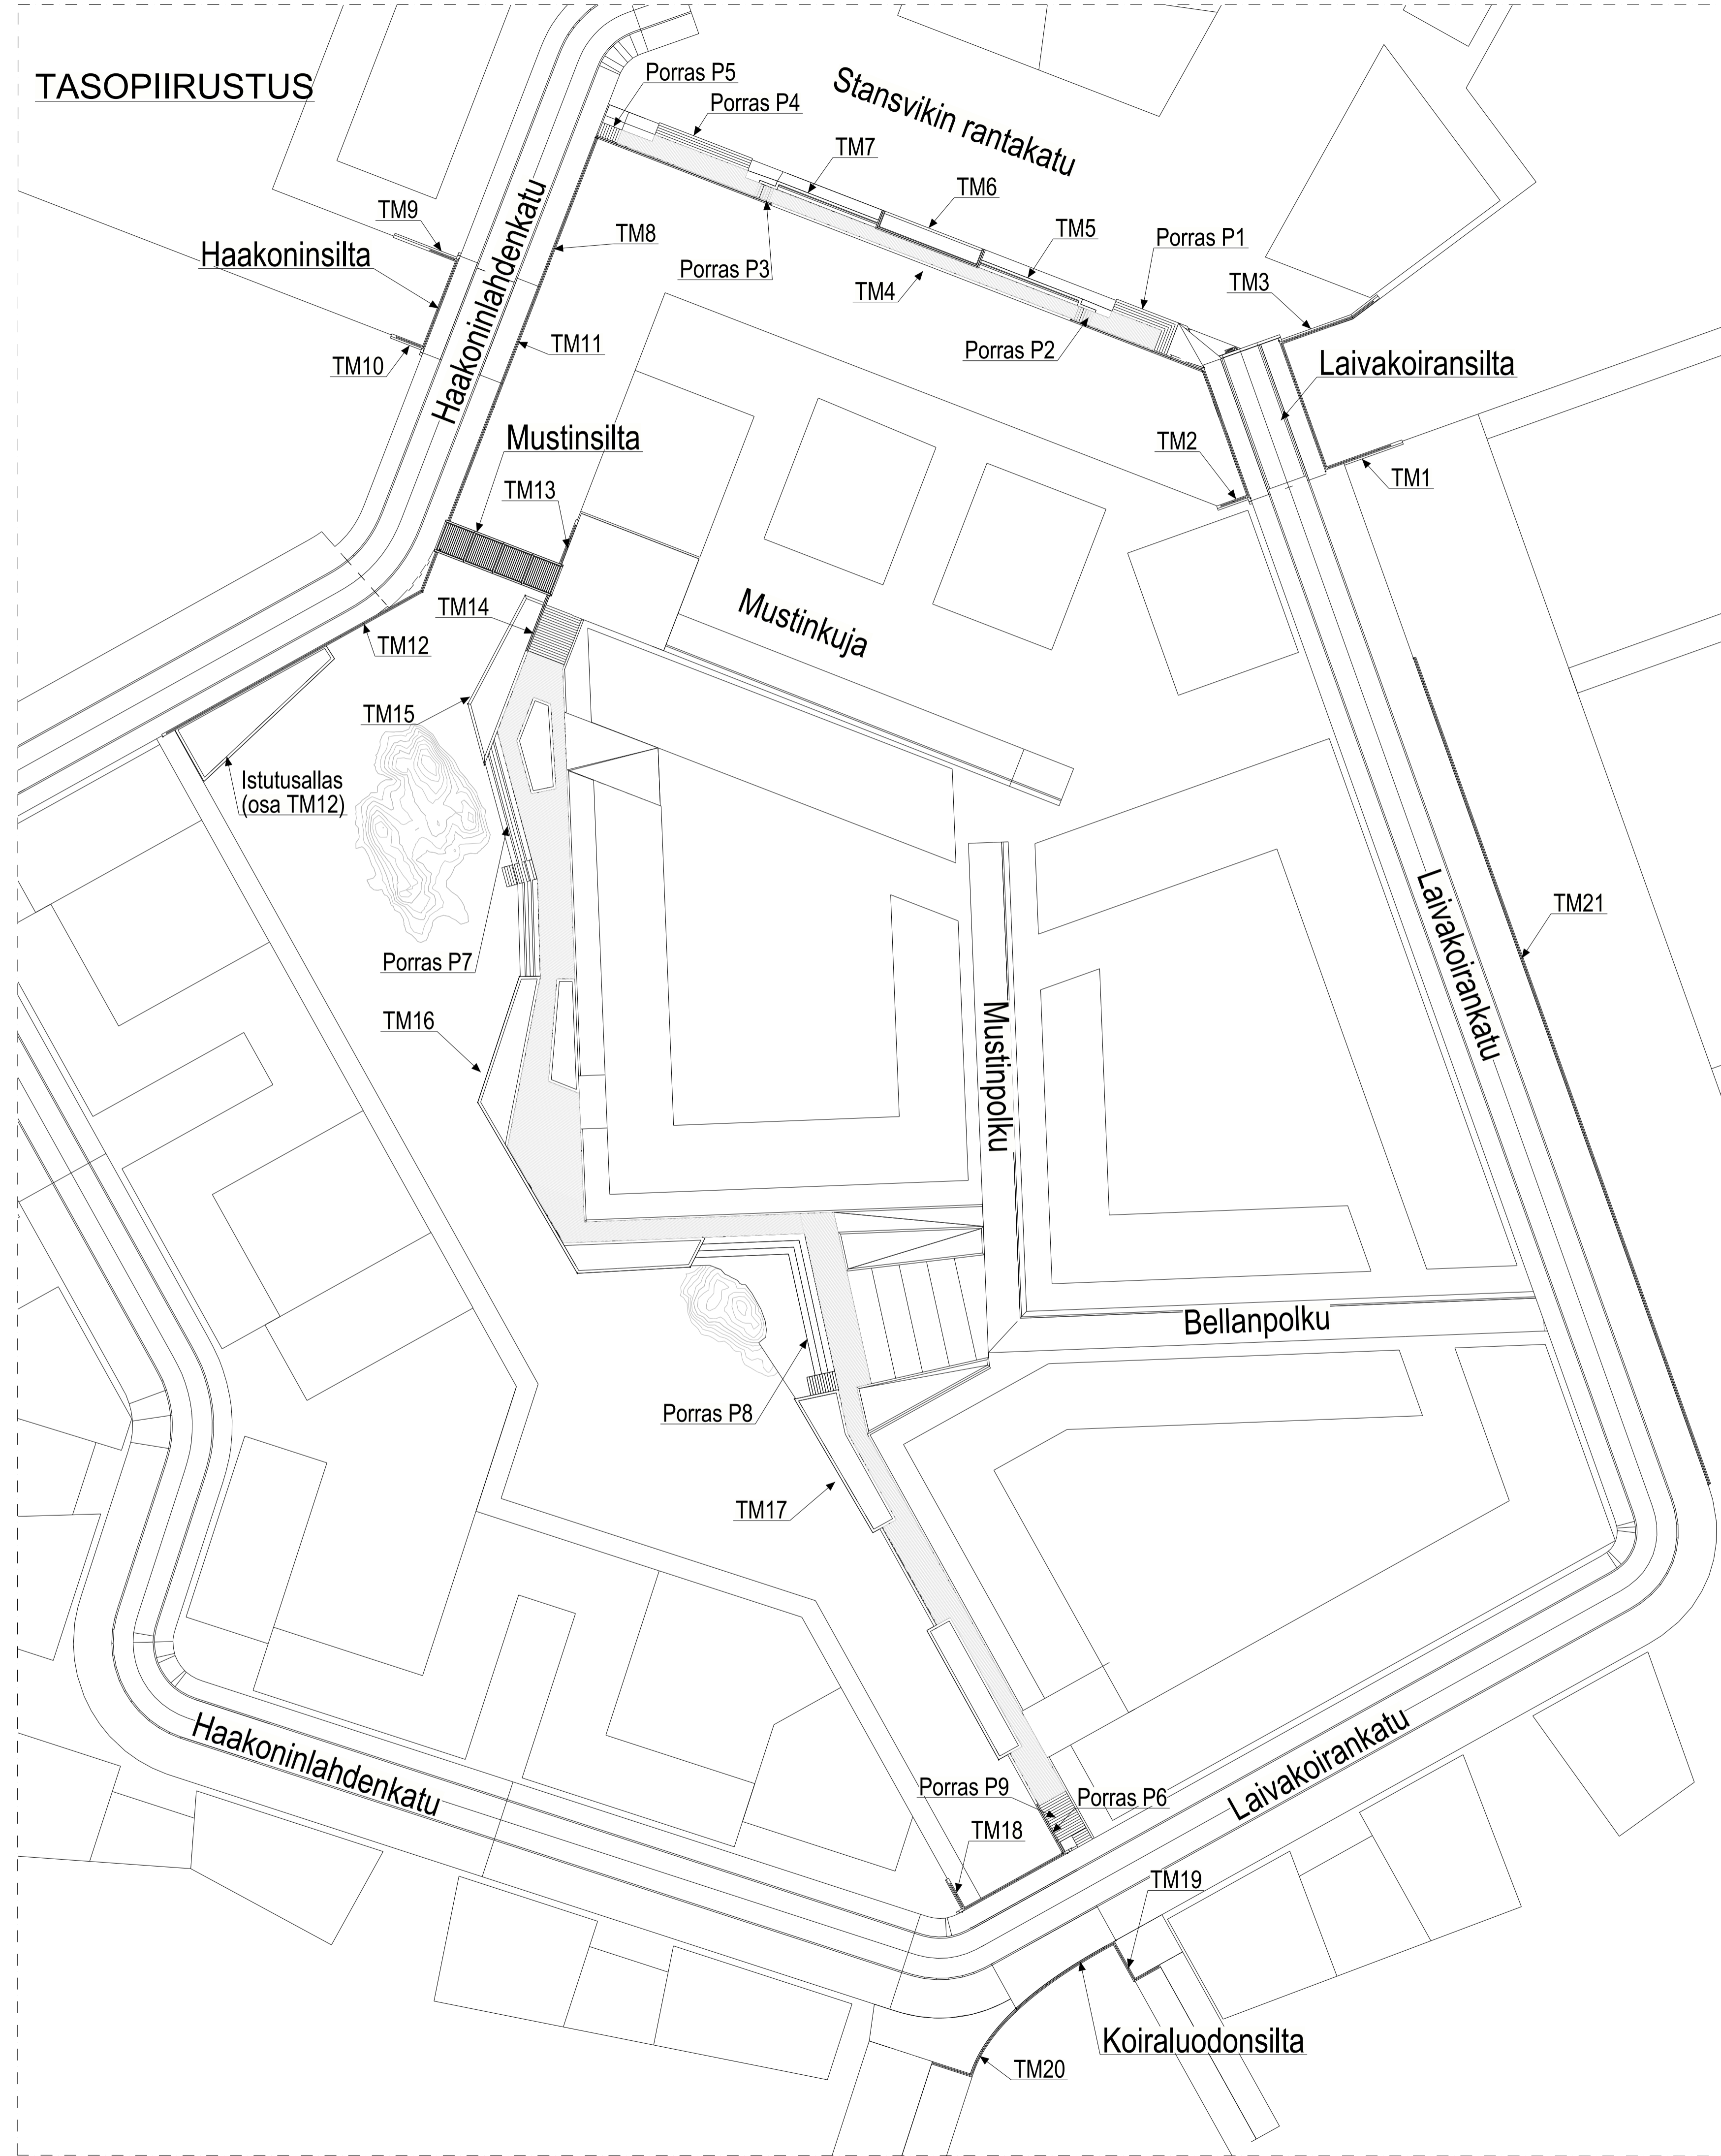 TASOPIIRUSTUS
Porras P5
Porras P4
Stansvikin rantakatu
TM7
TM6
TM9
TM8
TM5
Porras P1
Haakoninsilta
Haakoninlahdenkatu
Porras P3
TM4
TM3
TM10
TM11
Porras P2
Laivakoiransilta
Mustinsilta
TM2
TM1
TM13
TM14
Mustinkuja
TM12
TM15
Istutusallas
(osa TM12)
Laivakoirankatu
TM21
Porras P7
TM16
Mustinpolku
Bellanpolku
Porras P8
TM17
Haakoninlahdenkatu
Laivakoirankatu
Porras P9
Porras P6
TM18
TM19
Koiraluodonsilta
TM20